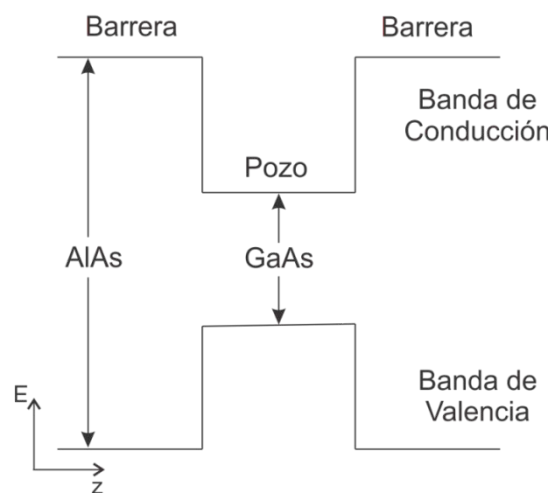 Barrera
Barrera
Banda de
Conducción
Pozo
AlAs
GaAs
Banda de
Valencia
E
z